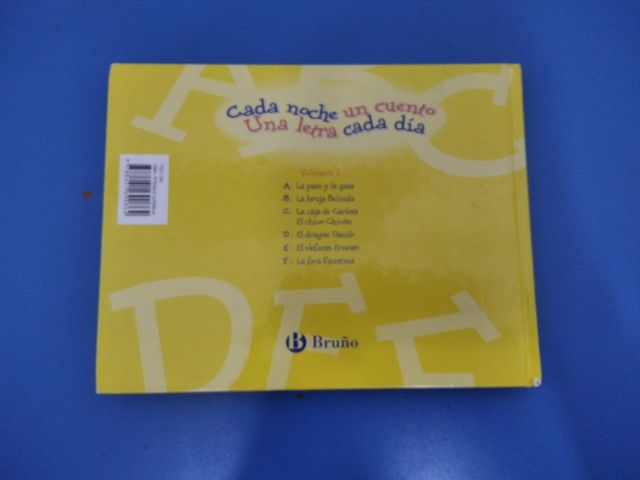 A B C
Cada noche un cuento
Una letra cada día
Volumen 1
A: La pata y la gata
B: La bruja Belinda
C: La caja de Carlota
El chivo Chivón
D: El dragón Danilo
E: El elefante Ernesto
F: La foca Faustina
D E F
B Bruño